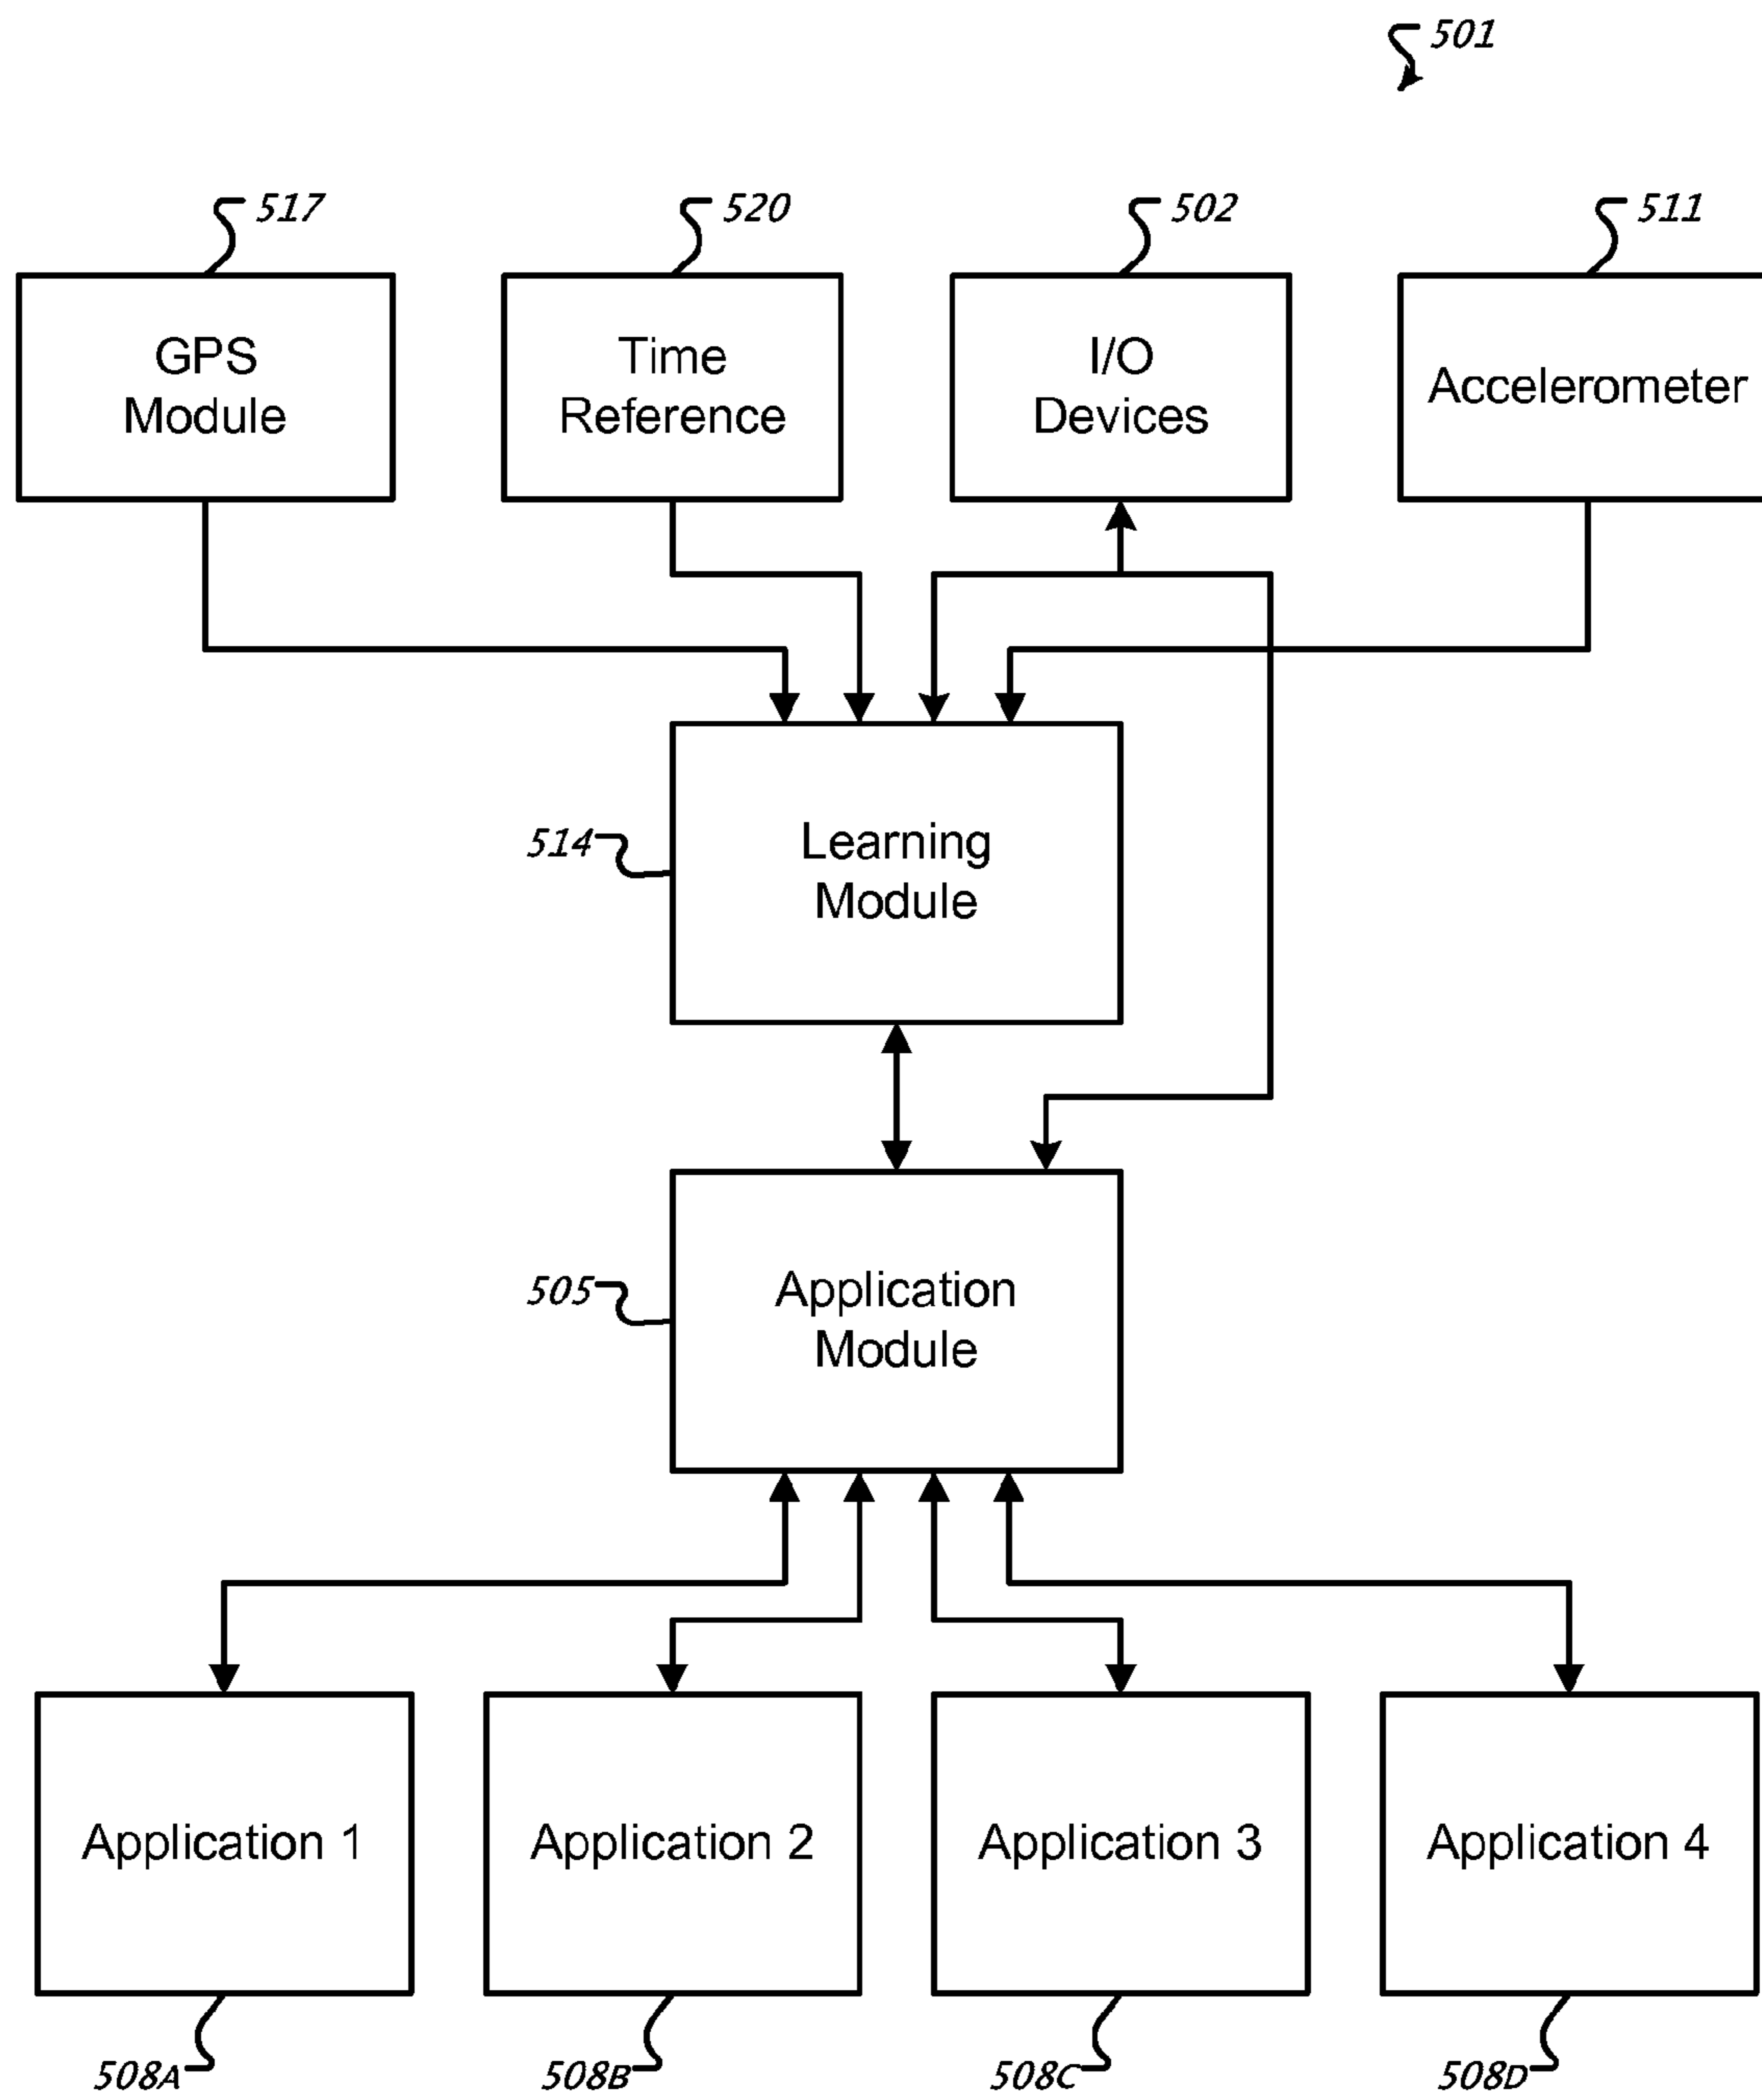 501
517
520
502
511
GPS
Module
Time
Reference
I/O
Devices
Accelerometer
514
Learning
Module
505
Application
Module
Application 1
Application 2
Application 3
Application 4
508A
508B
508C
508D